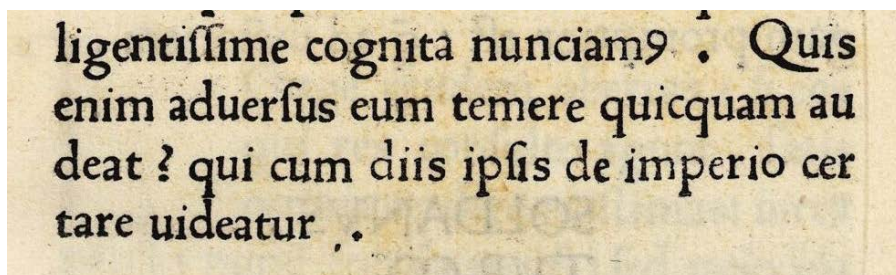 ligentiſſime cognita nunciamꝰ . Quis
enim aduerſus eum temere quicquam au
deat ? qui cum diis ipſis de imperio cer
tare uideatur .